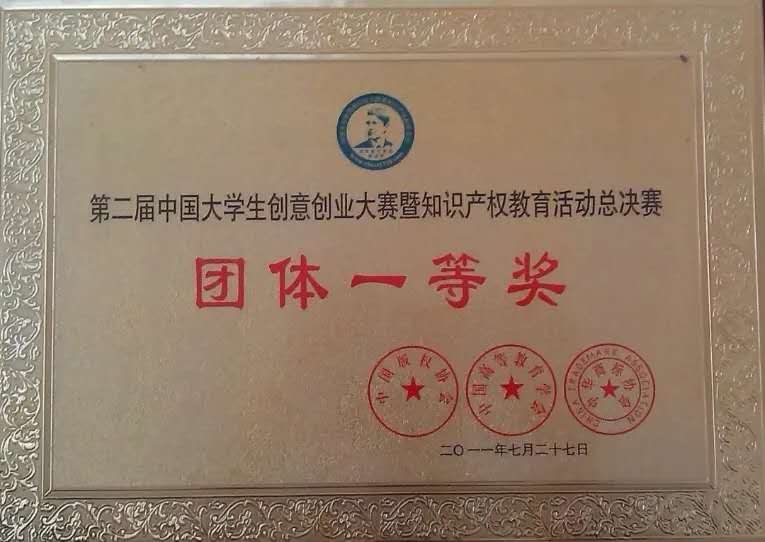 第二届中国大学生创意创业大赛暨知识产权教育活动总决赛
团体一等奖
中国版权协会
中国高等教育学会
CHINA TRADEMARK ASSOCIATION
中华商标协会
二〇一一年七月二十七日